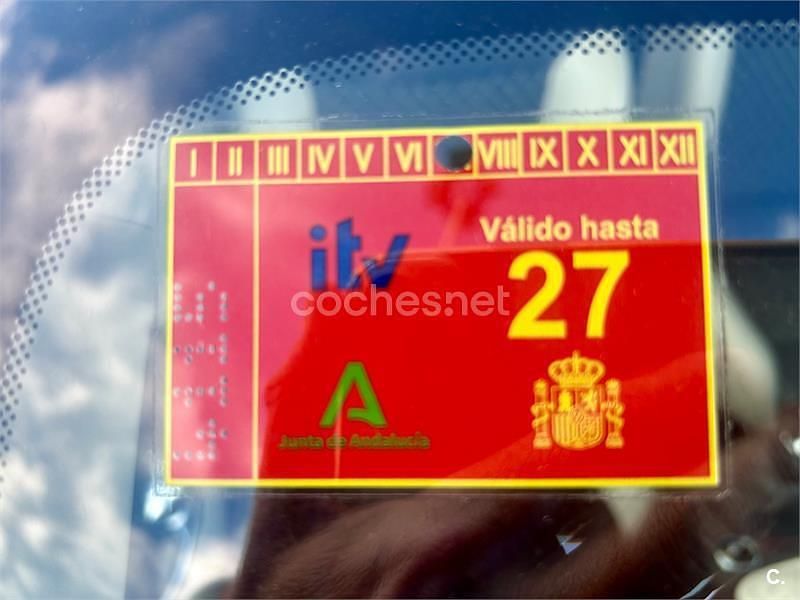 I II III IV V VI VIII IX X XI XII
itv
Válido hasta
27
coches.net
Junta de Andalucía
C.